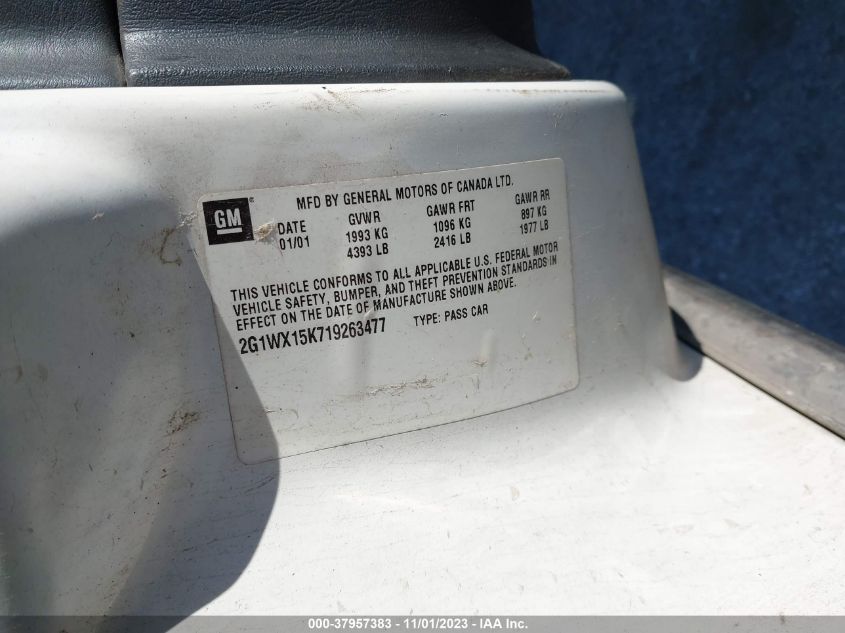 GM ®
MFD BY GENERAL MOTORS OF CANADA LTD.
DATE GVWR GAWR FRT GAWR RR
01/01 1993 KG 1096 KG 897 KG
4393 LB 2416 LB 1977 LB
THIS VEHICLE CONFORMS TO ALL APPLICABLE U.S. FEDERAL MOTOR
VEHICLE SAFETY, BUMPER, AND THEFT PREVENTION STANDARDS IN
EFFECT ON THE DATE OF MANUFACTURE SHOWN ABOVE.
2G1WX15K719263477 TYPE: PASS CAR
000-37957383 - 11/01/2023 - IAA Inc.